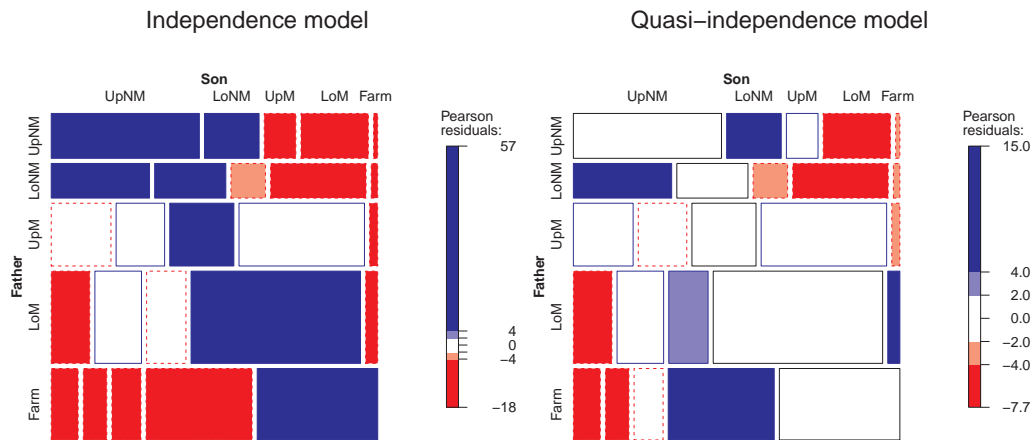 Independence model
Son
UpNM LoNM UpM LoM Farm
Father
UpNM
LoNM
UpM
LoM
Farm
Pearson
residuals:
57
4
0
−4
−18
Quasi−independence model
Son
UpNM LoNM UpM LoM Farm
Father
UpNM
LoNM
UpM
LoM
Farm
Pearson
residuals:
15.0
4.0
2.0
0.0
−2.0
−4.0
−7.7